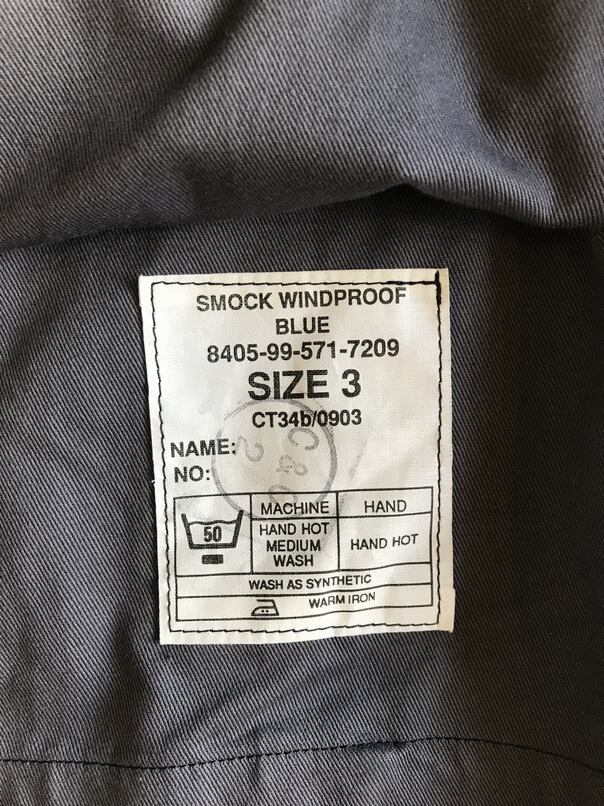 SMOCK WINDPROOF
BLUE
8405-99-571-7209
SIZE 3
CT34b/0903
C&C
2
NAME:
NO:
50
MACHINE HAND
HAND HOT
MEDIUM
WASH
HAND HOT
WASH AS SYNTHETIC
WARM IRON